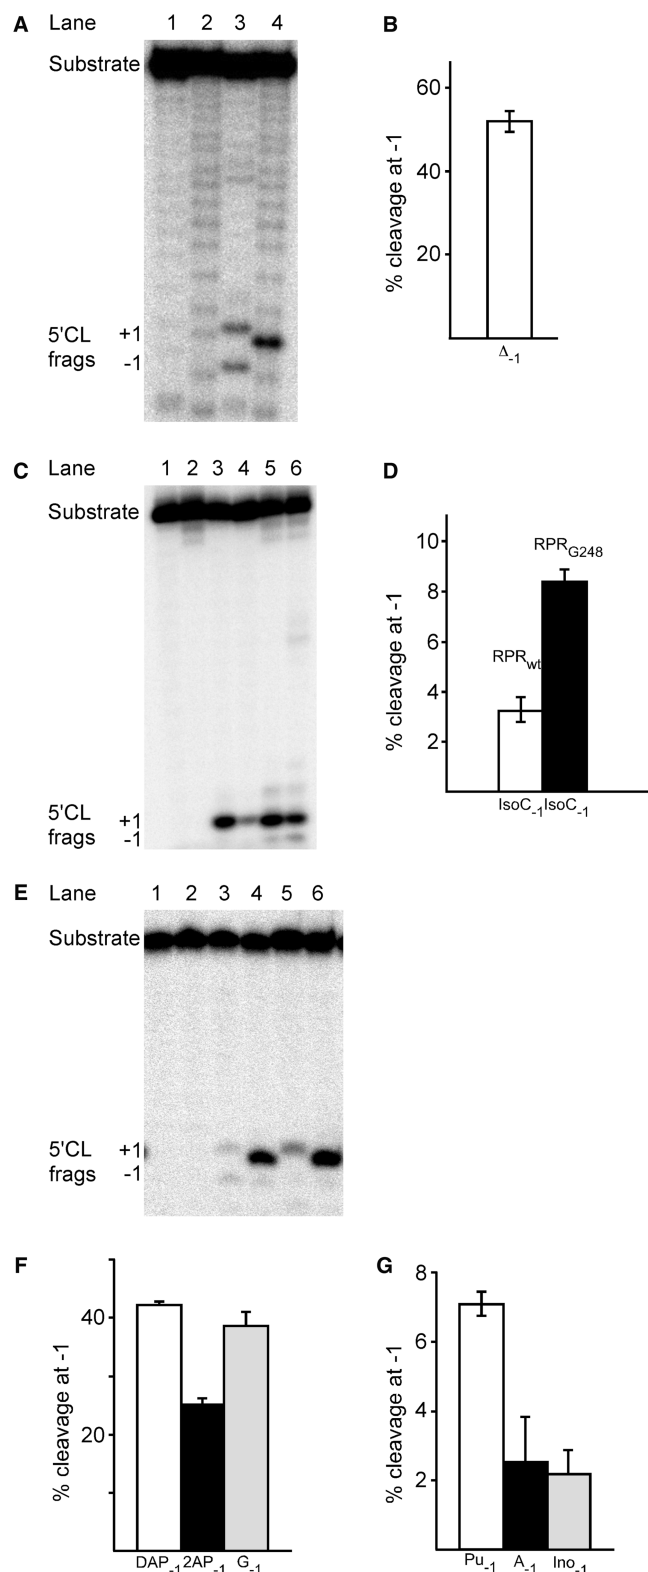 A Lane 1 2 3 4
Substrate
5'CL +1
frags -1
B
% cleavage at -1
60
40
20
Δ-1
C Lane 1 2 3 4 5 6
Substrate
5'CL +1
frags -1
D
% cleavage at -1
10
8
6
4
2
RPRG248
RPRwt
IsoC-1 IsoC-1
E Lane 1 2 3 4 5 6
Substrate
5'CL +1
frags -1
F
% cleavage at -1
40
20
DAP-1 2AP-1 G-1
G
% cleavage at -1
8
6
4
2
Pu-1 A-1 Ino-1